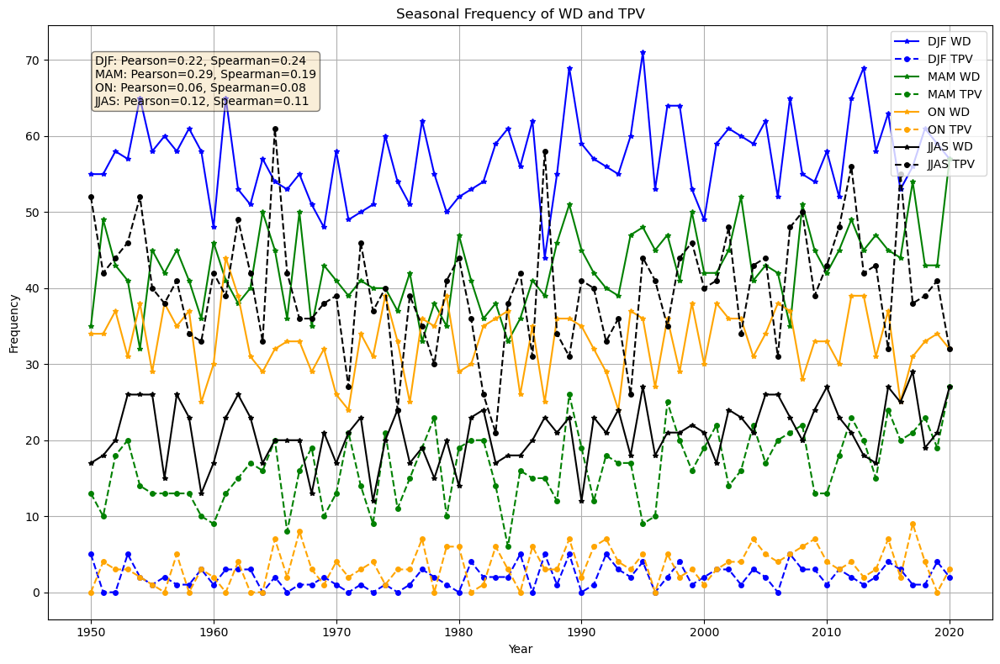 Seasonal Frequency of WD and TPV
DJF: Pearson=0.22, Spearman=0.24
MAM: Pearson=0.29, Spearman=0.19
ON: Pearson=0.06, Spearman=0.08
JJAS: Pearson=0.12, Spearman=0.11
DJF WD
DJF TPV
MAM WD
MAM TPV
ON WD
ON TPV
JJAS WD
JJAS TPV
Frequency
70
60
50
40
30
20
10
0
1950 1960 1970 1980 1990 2000 2010 2020
Year